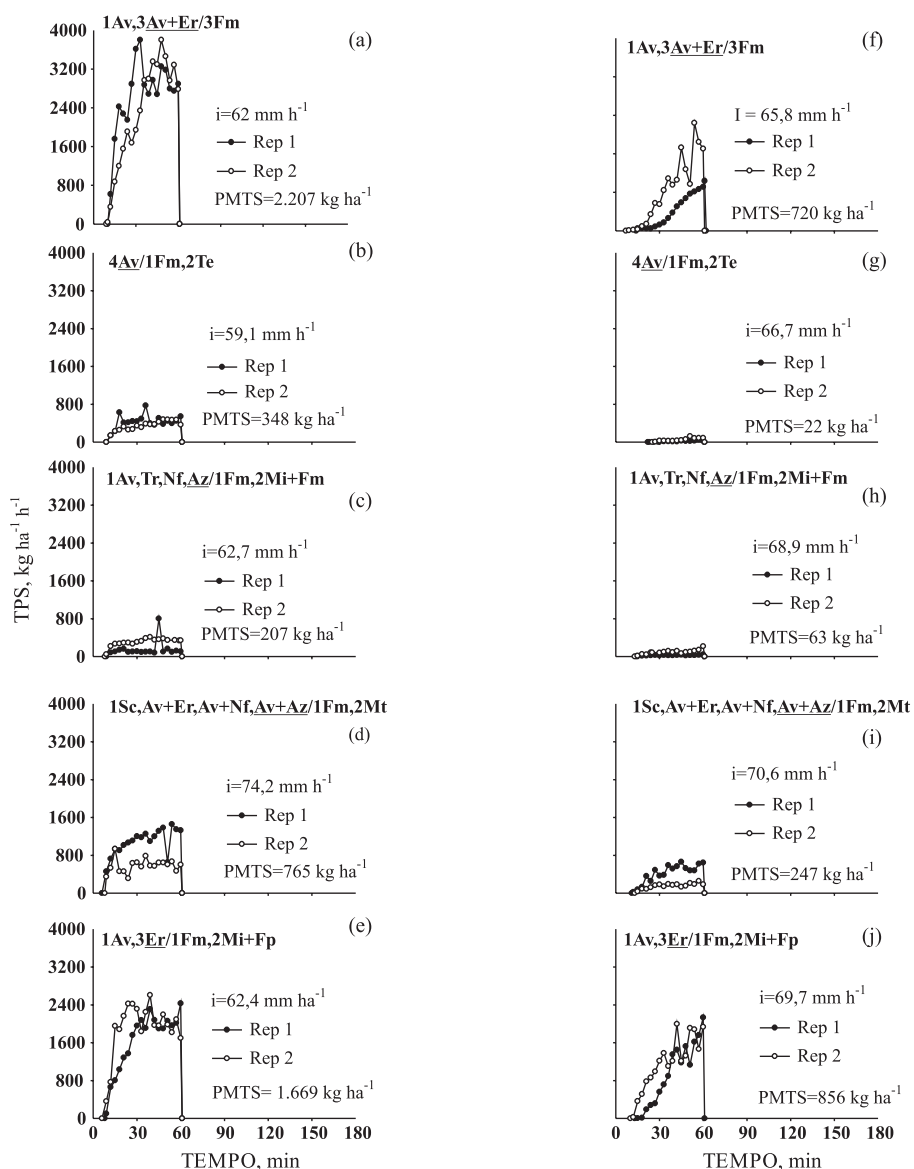 1Av,3Av+Er/3Fm
(a)
4000
3200
2400
1600
800
0
i=62 mm h-1
Rep 1
Rep 2
PMTS=2.207 kg ha-1
1Av,3Av+Er/3Fm
(f)
I = 65,8 mm h-1
Rep 1
Rep 2
PMTS=720 kg ha-1
4Av/1Fm,2Te
(b)
4000
3200
2400
1600
800
0
i=59,1 mm h-1
Rep 1
Rep 2
PMTS=348 kg ha-1
4Av/1Fm,2Te
(g)
i=66,7 mm h-1
Rep 1
Rep 2
PMTS=22 kg ha-1
TPS, kg ha-1 h-1
1Av,Tr,Nf,Az/1Fm,2Mi+Fm
(c)
4000
3200
2400
1600
800
0
i=62,7 mm h-1
Rep 1
Rep 2
PMTS=207 kg ha-1
1Av,Tr,Nf,Az/1Fm,2Mi+Fm
(h)
i=68,9 mm h-1
Rep 1
Rep 2
PMTS=63 kg ha-1
1Sc,Av+Er,Av+Nf,Av+Az/1Fm,2Mt
(d)
4000
3200
2400
1600
800
0
i=74,2 mm h-1
Rep 1
Rep 2
PMTS=765 kg ha-1
1Sc,Av+Er,Av+Nf,Av+Az/1Fm,2Mt
(i)
i=70,6 mm h-1
Rep 1
Rep 2
PMTS=247 kg ha-1
1Av,3Er/1Fm,2Mi+Fp
(e)
4000
3200
2400
1600
800
0
i=62,4 mm ha-1
Rep 1
Rep 2
PMTS= 1.669 kg ha-1
0 30 60 90 120 150 180
TEMPO, min
1Av,3Er/1Fm,2Mi+Fp
(j)
i=69,7 mm h-1
Rep 1
Rep 2
PMTS=856 kg ha-1
0 30 60 90 120 150 180
TEMPO, min